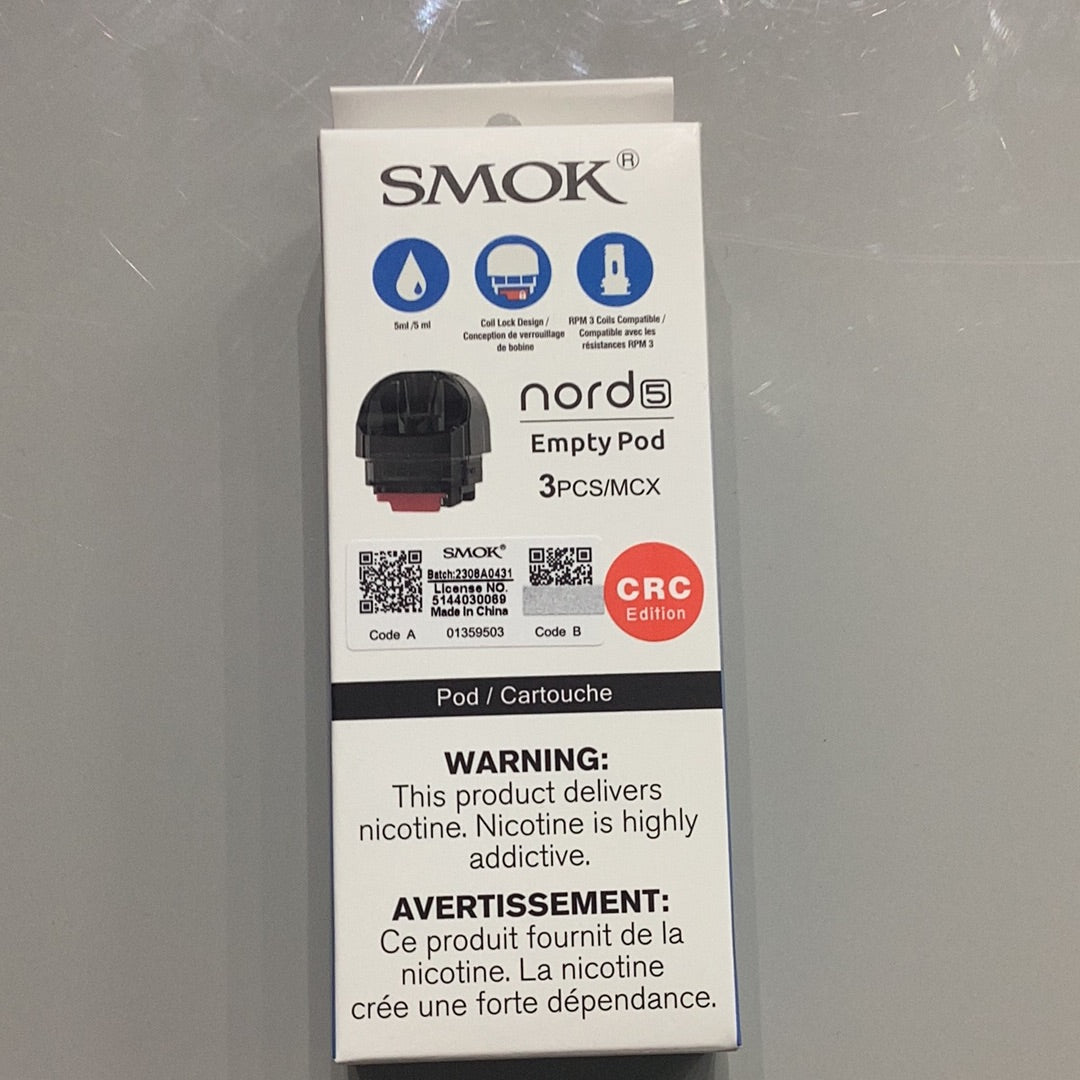 SMOK®
5ml /5 ml
Coil Lock Design /
Conception de verrouillage
de bobine
RPM 3 Coils Compatible /
Compatible avec les
résistances RPM 3
nord 5
Empty Pod
3PCS/MCX
SMOK®
Batch:2308A0431
License NO.
5144030069
Made In China
Code A
01359503
Code B
CRC
Edition
Pod / Cartouche
WARNING:
This product delivers
nicotine. Nicotine is highly
addictive.
AVERTISSEMENT:
Ce produit fournit de la
nicotine. La nicotine
crée une forte dépendance.